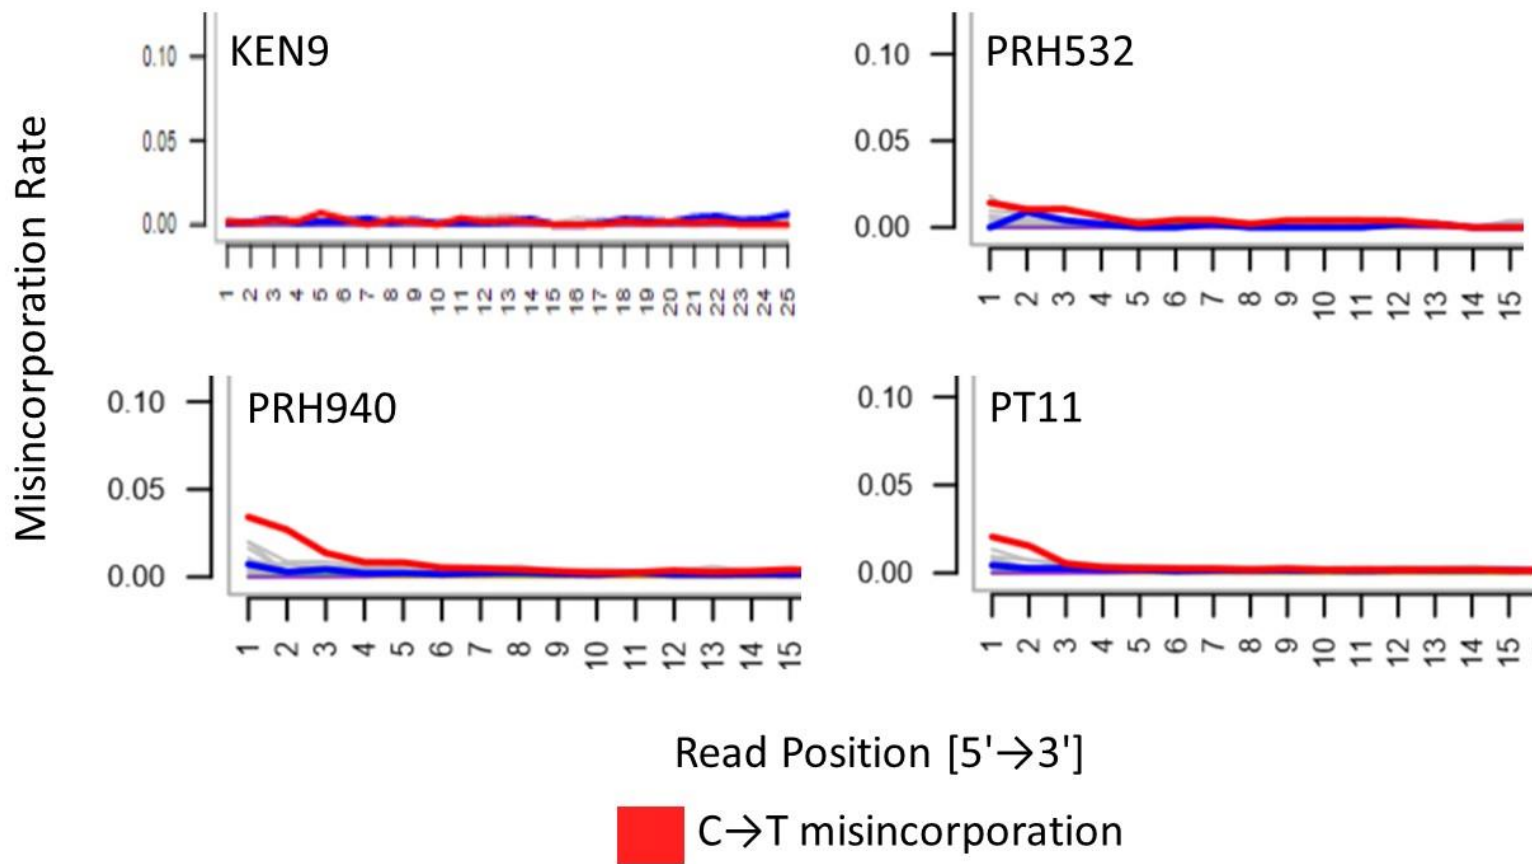 Misincorporation Rate
KEN9
0.10
0.05
0.00
1 2 3 4 5 6 7 8 9 10 11 12 13 14 15 16 17 18 19 20 21 22 23 24 25
PRH532
0.10
0.05
0.00
1 2 3 4 5 6 7 8 9 10 11 12 13 14 15
PRH940
0.10
0.05
0.00
1 2 3 4 5 6 7 8 9 10 11 12 13 14 15
PT11
0.10
0.05
0.00
1 2 3 4 5 6 7 8 9 10 11 12 13 14 15
Read Position [5'→3']
C→T misincorporation